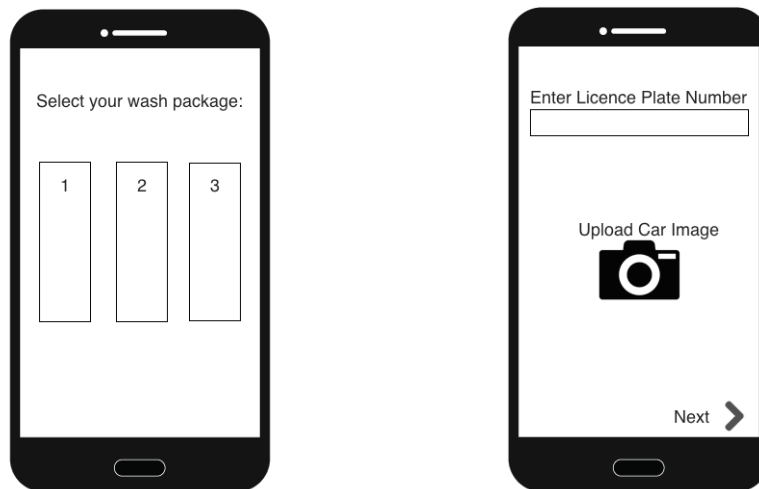 Select your wash package:
1 2 3
Enter Licence Plate Number
Upload Car Image
Next